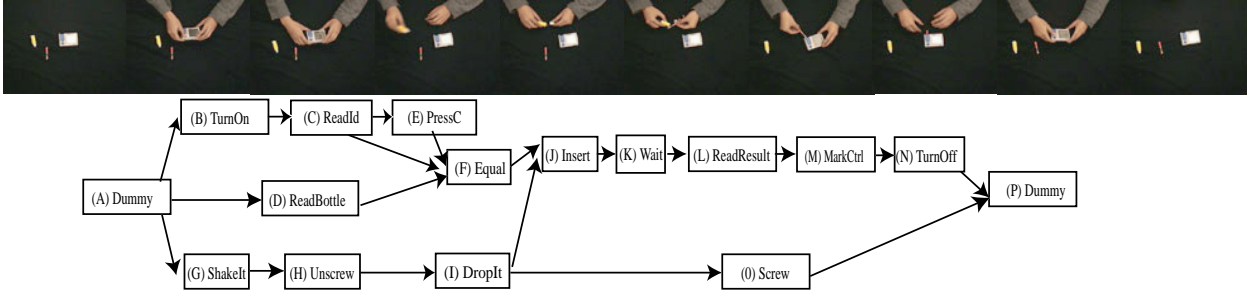 (B) TurnOn
(C) ReadId
(E) PressC
(F) Equal
(J) Insert
(K) Wait
(L) ReadResult
(M) MarkCtrl
(N) TurnOff
(A) Dummy
(D) ReadBottle
(P) Dummy
(G) ShakeIt
(H) Unscrew
(I) DropIt
(0) Screw